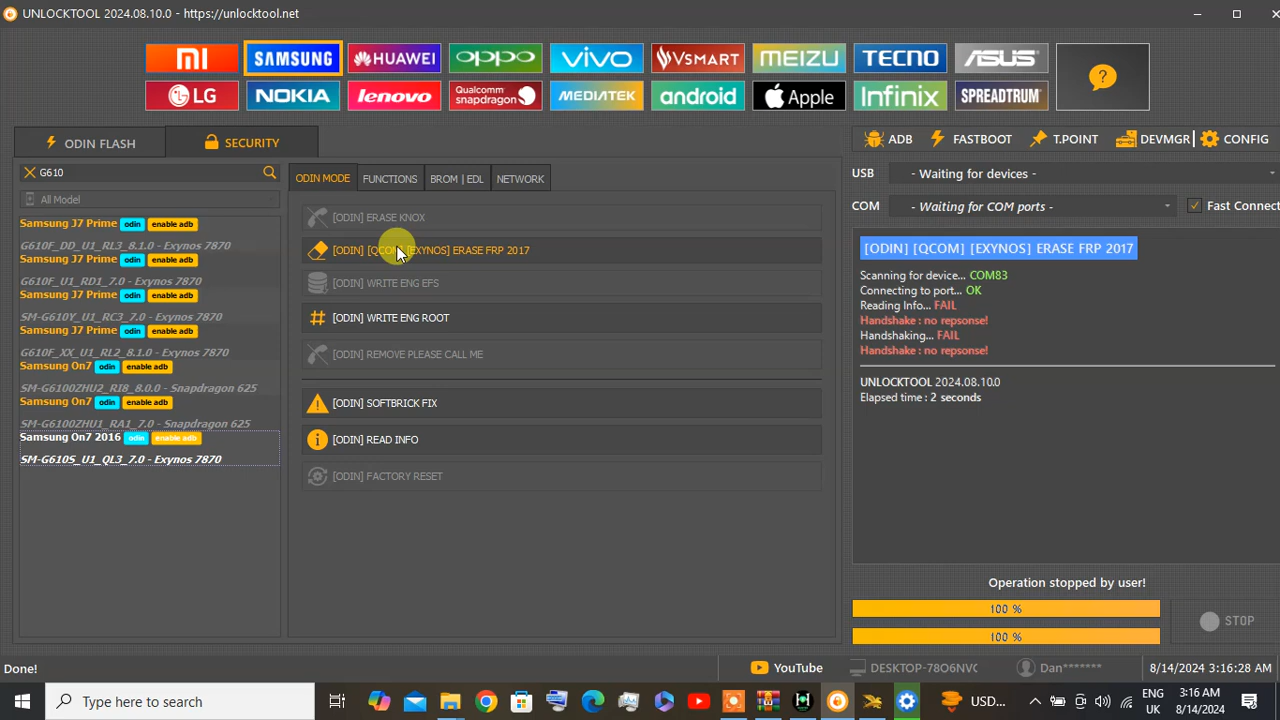 UNLOCKTOOL 2024.08.10.0 - https://unlocktool.net
MI
SAMSUNG
HUAWEI
oppo
vivo
VSMART
MEIZU
TECNO
ASUS
LG
NOKIA
lenovo
Qualcomm snapdragon
MEDIATEK
android
Apple
Infinix
SPREADTRUM
?
ODIN FLASH
SECURITY
ADB
FASTBOOT
T.POINT
DEVMGR
CONFIG
G610
All Model
Samsung J7 Prime odin enable adb
G610F_DD_U1_RL3_8.1.0 - Exynos 7870
Samsung J7 Prime odin enable adb
G610F_U1_RD1_7.0 - Exynos 7870
Samsung J7 Prime odin enable adb
SM-G610Y_U1_RC3_7.0 - Exynos 7870
Samsung J7 Prime odin enable adb
G610F_XX_U1_RL2_8.1.0 - Exynos 7870
Samsung On7 odin enable adb
SM-G6100ZHU2_RI8_8.0.0 - Snapdragon 625
Samsung On7 odin enable adb
SM-G6100ZHU1_RA1_7.0 - Snapdragon 625
Samsung On7 2016 odin enable adb
SM-G610S_U1_QL3_7.0 - Exynos 7870
ODIN MODE
FUNCTIONS
BROM | EDL
NETWORK
[ODIN] ERASE KNOX
[ODIN] [QCOM] [EXYNOS] ERASE FRP 2017
[ODIN] WRITE ENG EFS
[ODIN] WRITE ENG ROOT
[ODIN] REMOVE PLEASE CALL ME
[ODIN] SOFTBRICK FIX
[ODIN] READ INFO
[ODIN] FACTORY RESET
USB - Waiting for devices -
COM - Waiting for COM ports - Fast Connect
[ODIN] [QCOM] [EXYNOS] ERASE FRP 2017
Scanning for device... COM83
Connecting to port... OK
Reading Info... FAIL
Handshake : no repsonse!
Handshaking... FAIL
Handshake : no repsonse!
UNLOCKTOOL 2024.08.10.0
Elapsed time : 2 seconds
Operation stopped by user!
100 %
100 %
STOP
Done!
YouTube
DESKTOP-78O6NVC
Dan*******
8/14/2024 3:16:28 AM
Type here to search
USD...
ENG
UK
3:16 AM
8/14/2024